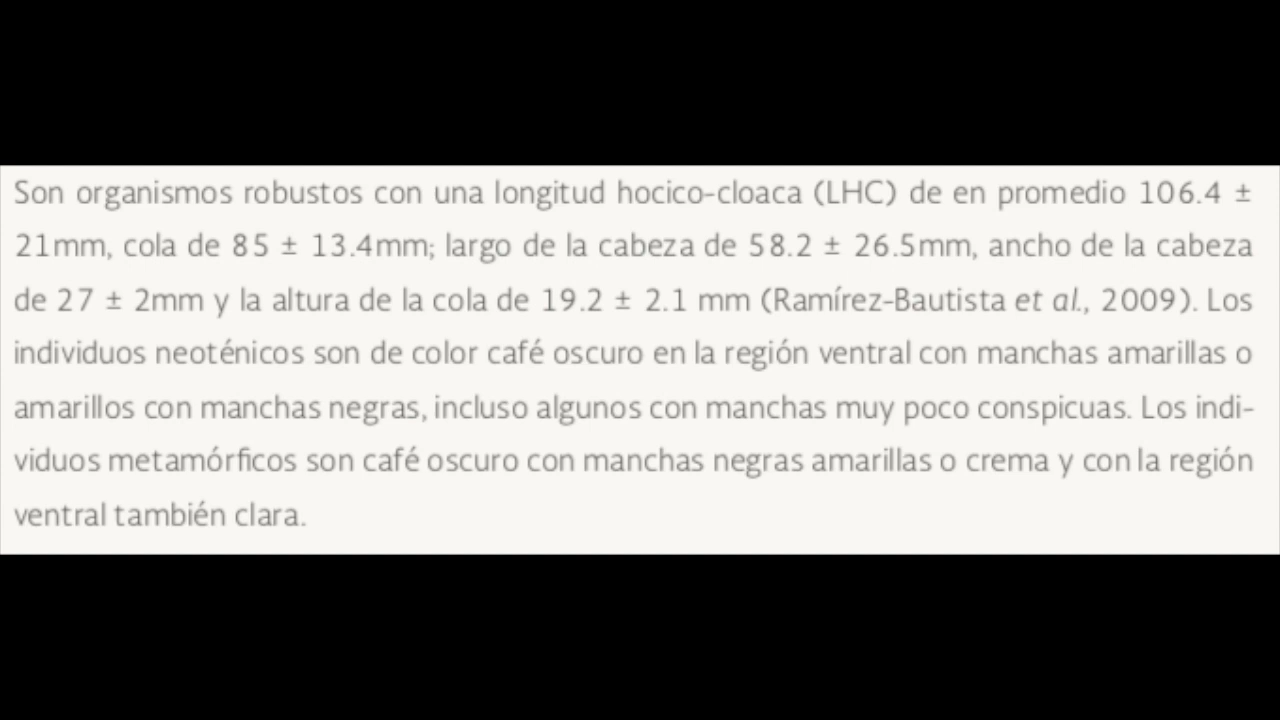 Son organismos robustos con una longitud hocico-cloaca (LHC) de en promedio 106.4 ±
21mm, cola de 85 ± 13.4mm; largo de la cabeza de 58.2 ± 26.5mm, ancho de la cabeza
de 27 ± 2mm y la altura de la cola de 19.2 ± 2.1 mm (Ramírez-Bautista et al., 2009). Los
individuos neoténicos son de color café oscuro en la región ventral con manchas amarillas o
amarillos con manchas negras, incluso algunos con manchas muy poco conspicuas. Los indi-
viduos metamórficos son café oscuro con manchas negras amarillas o crema y con la región
ventral también clara.